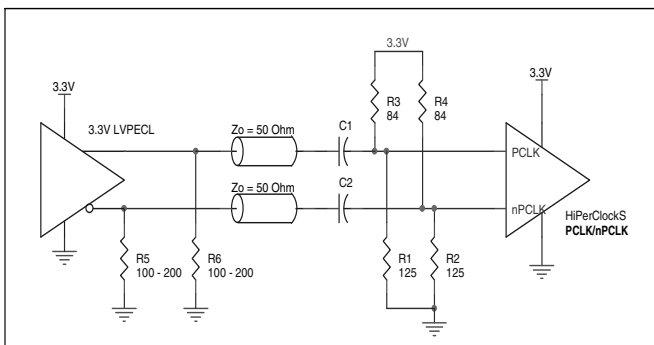 3.3V
3.3V
3.3V
3.3V LVPECL
R3
84
R4
84
Zo = 50 Ohm
C1
PCLK
Zo = 50 Ohm
C2
nPCLK
HiPerClockS
PCLK/nPCLK
R5
100 - 200
R6
100 - 200
R1
125
R2
125